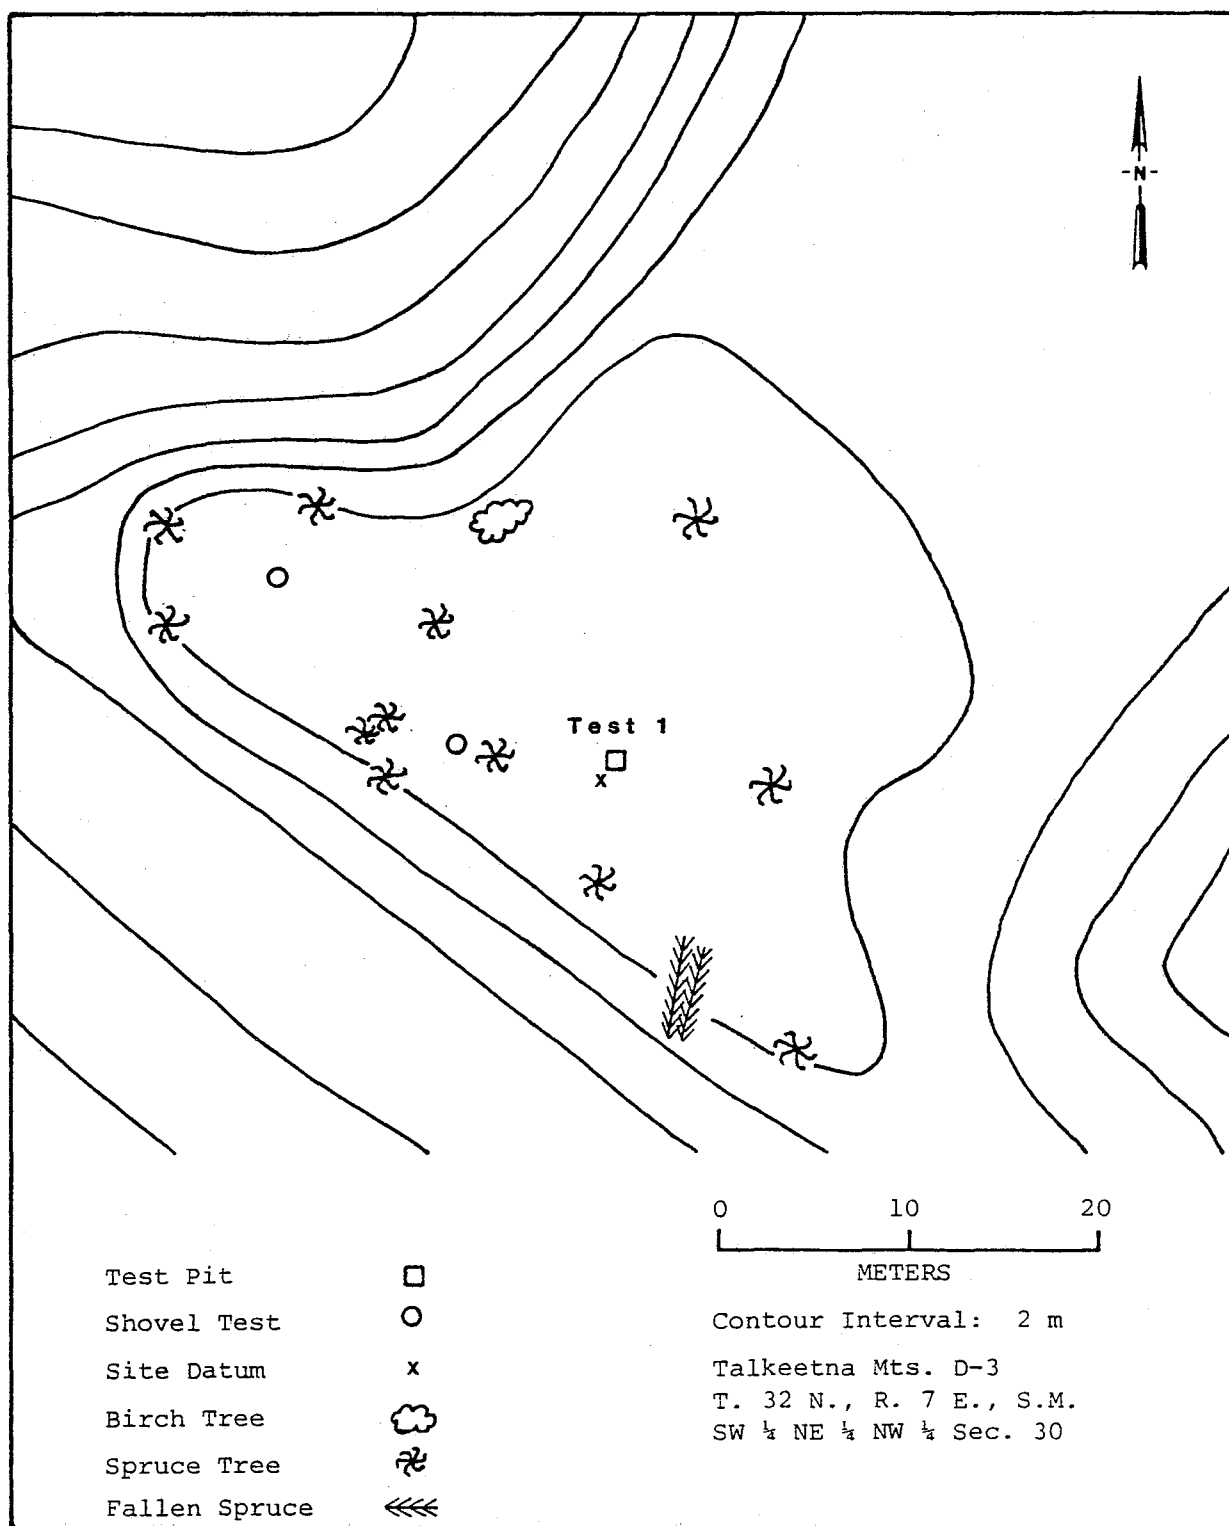 -N-
Test 1
x
0 10 20
METERS
Test Pit
Shovel Test
Site Datum x
Birch Tree
Spruce Tree
Fallen Spruce
Contour Interval: 2 m
Talkeetna Mts. D-3
T. 32 N., R. 7 E., S.M.
SW ¼ NE ¼ NW ¼ Sec. 30